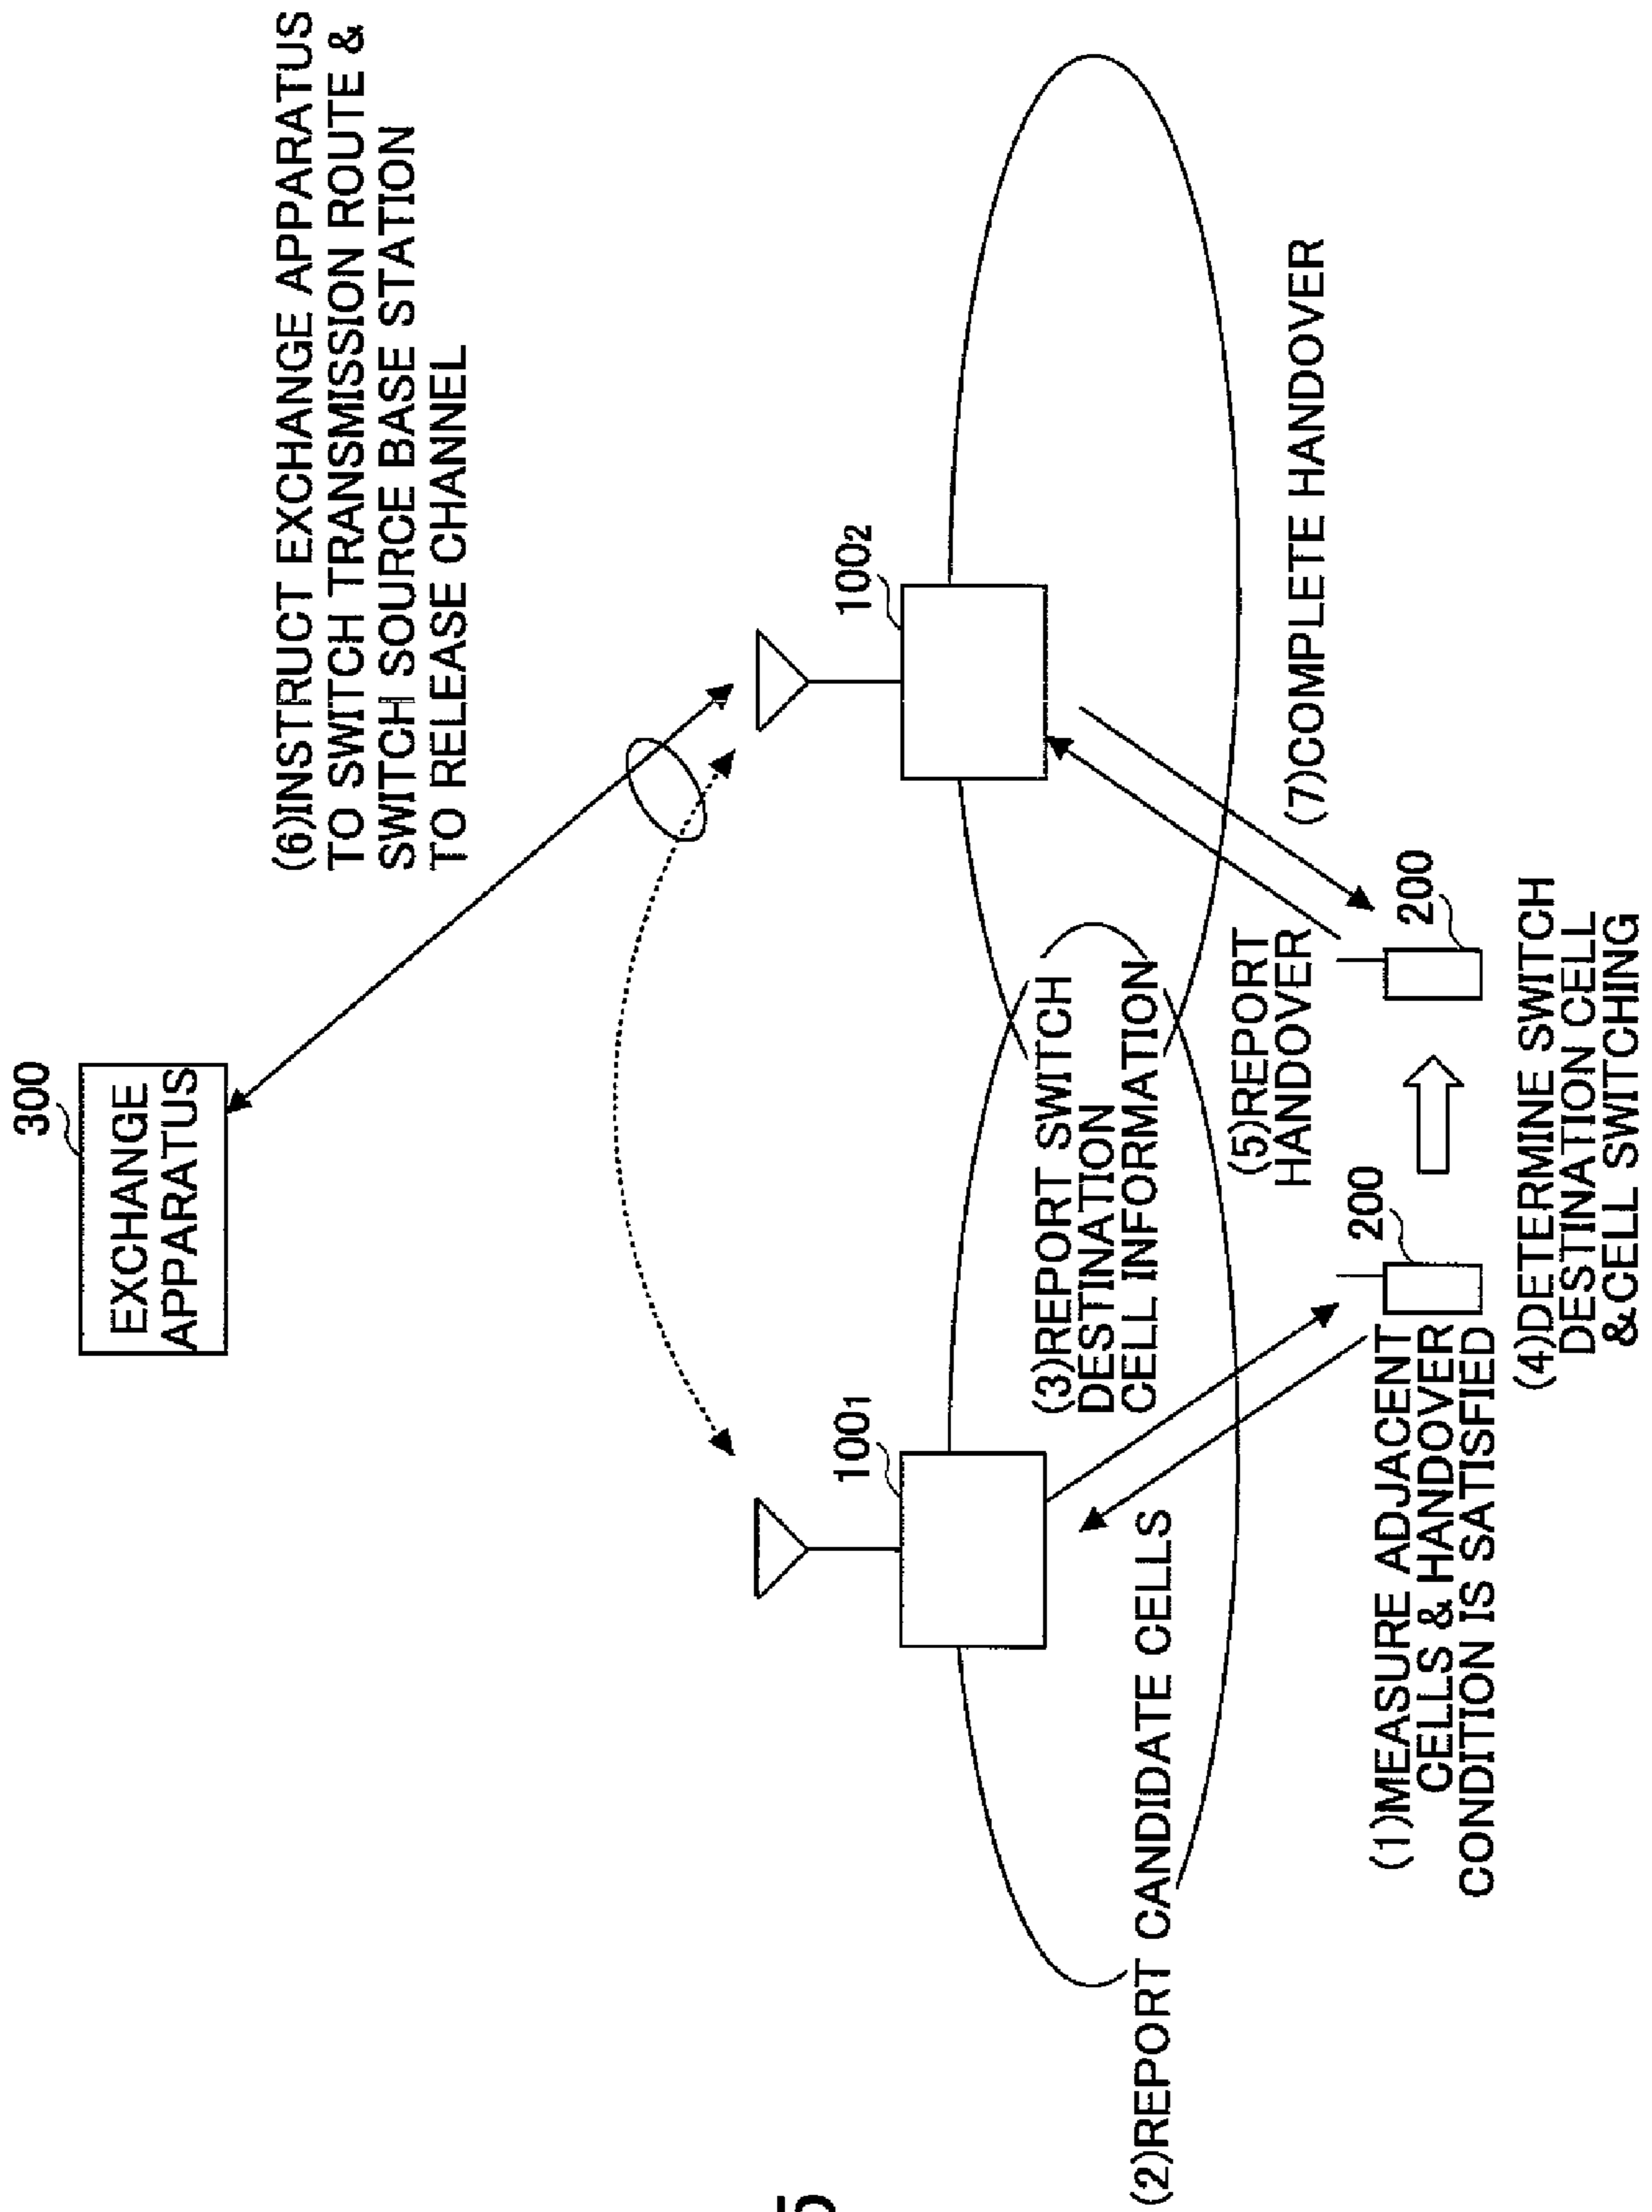 300
EXCHANGE
APPARATUS
(6)INSTRUCT EXCHANGE APPARATUS
TO SWITCH TRANSMISSION ROUTE &
SWITCH SOURCE BASE STATION
TO RELEASE CHANNEL
100₁
100₂
(2)REPORT CANDIDATE CELLS
(3)REPORT SWITCH
DESTINATION
CELL INFORMATION
(7)COMPLETE HANDOVER
(5)REPORT
HANDOVER
200
200
(1)MEASURE ADJACENT
CELLS & HANDOVER
CONDITION IS SATISFIED
(4)DETERMINE SWITCH
DESTINATION CELL
&CELL SWITCHING
5